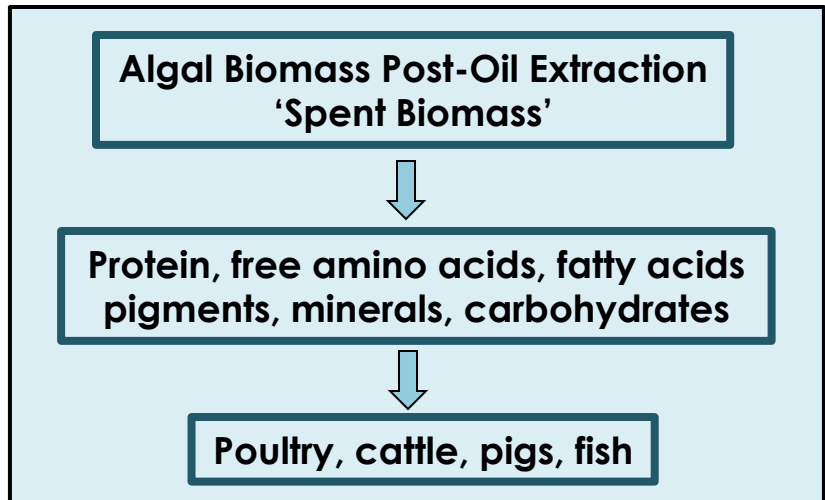 Algal Biomass Post-Oil Extraction
‘Spent Biomass’
Protein, free amino acids, fatty acids
pigments, minerals, carbohydrates
Poultry, cattle, pigs, fish